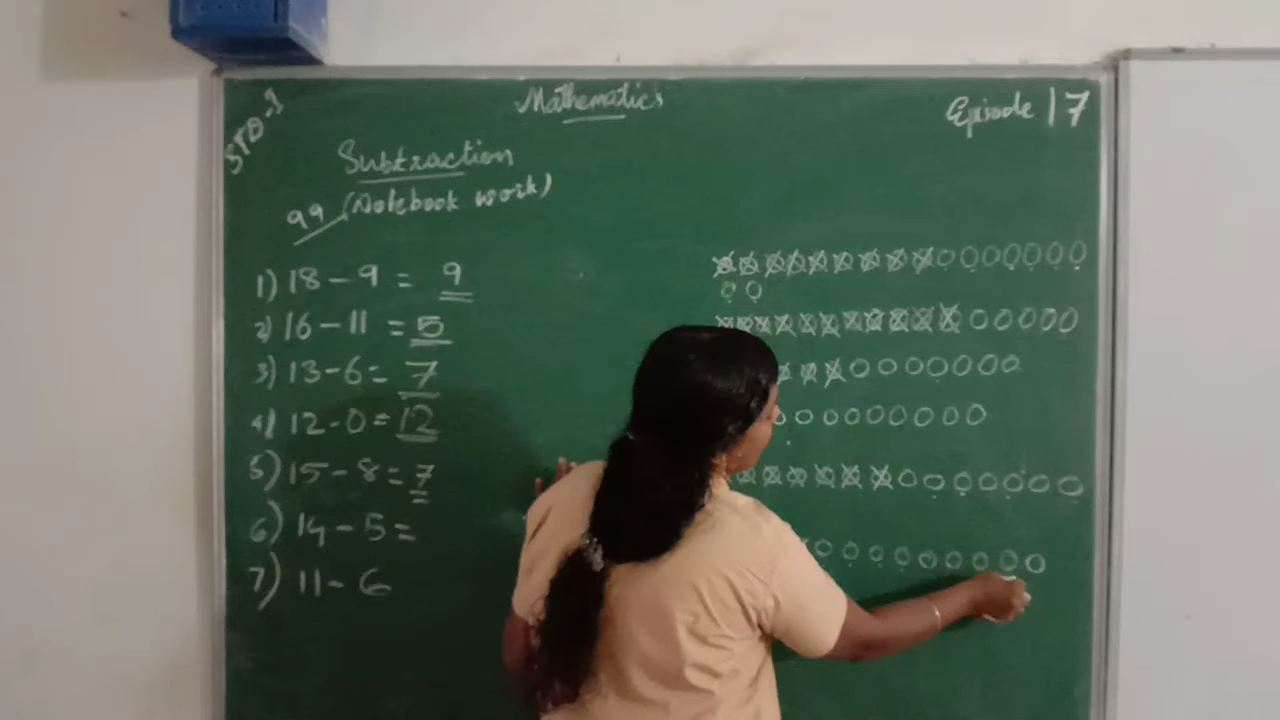 STD-I
Mathematics
Episode 17
Subtraction
99 (Notebook work)
1) 18-9 = 9
2) 16-11 = 5
3) 13-6= 7
4) 12-0= 12
5) 15-8= 7
6) 14-5=
7) 11-6